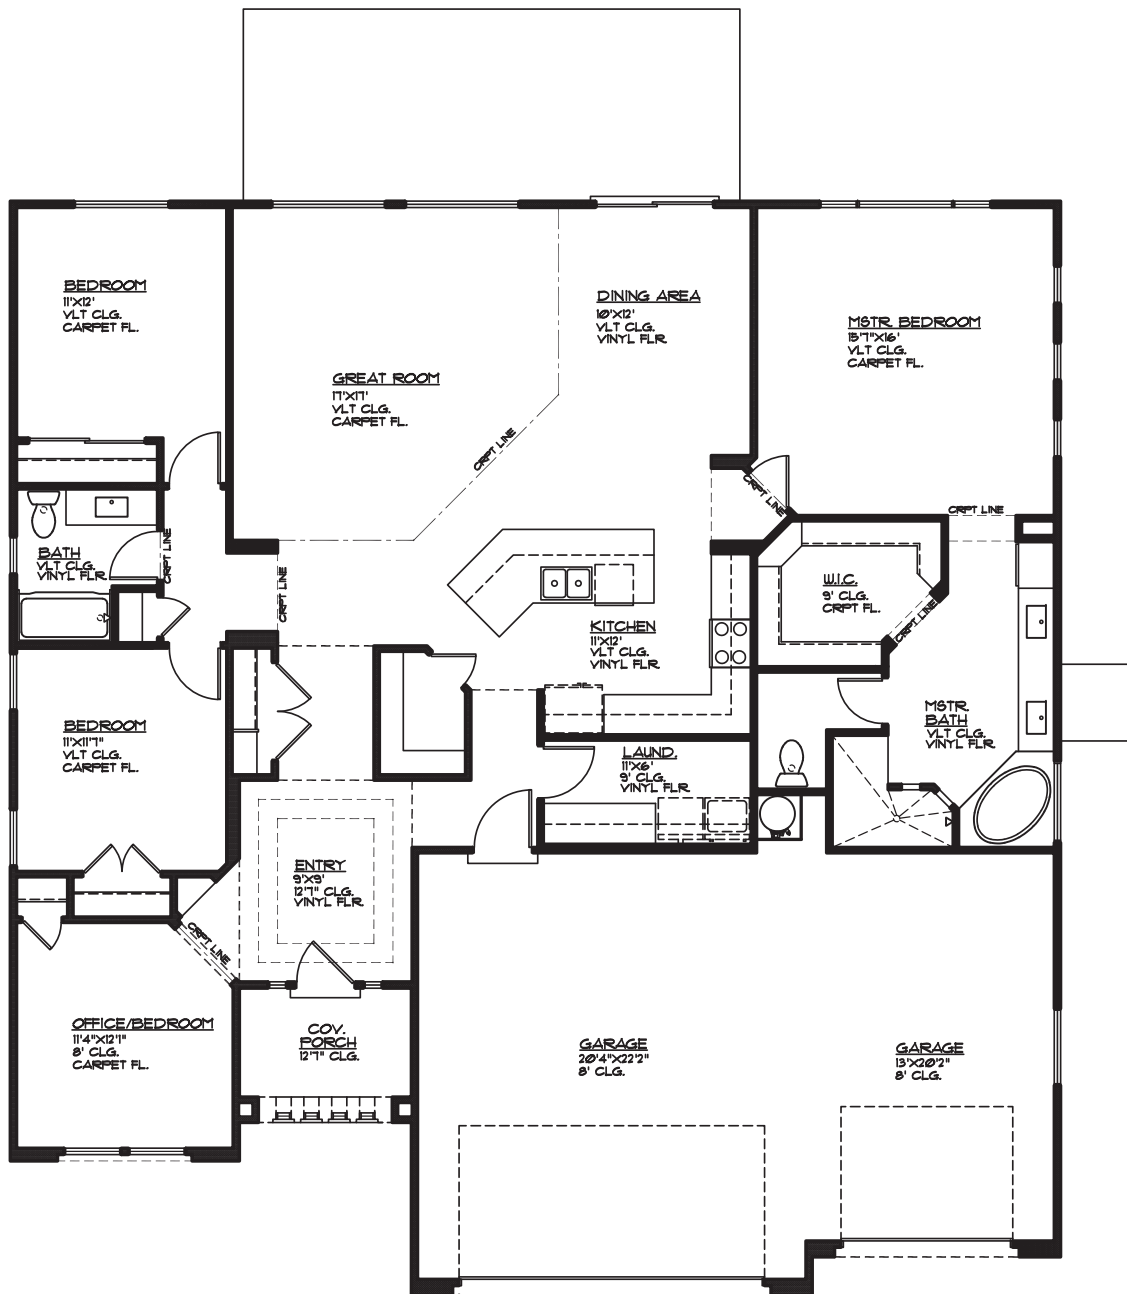 BEDROOM
11'X12'
VLT CLG.
CARPET FL.
DINING AREA
10'X12'
VLT CLG.
VINYL FLR.
MSTR. BEDROOM
15'7"X16'
VLT CLG.
CARPET FL.
GREAT ROOM
17'X17'
VLT CLG.
CARPET FL.
CRPT LINE
CRPT LINE
CRPT LINE
BATH
VLT CLG.
VINYL FLR.
CRPT LINE
CRPT LINE
W.I.C.
9' CLG.
CRPT FL.
CRPT LINE
KITCHEN
11'X12'
VLT CLG.
VINYL FLR.
BEDROOM
11'X11'7"
VLT CLG.
CARPET FL.
MSTR.
BATH
VLT CLG.
VINYL FLR.
LAUND.
11'X6'
9' CLG.
VINYL FLR.
ENTRY
9'X9'
12'7" CLG.
VINYL FLR.
CRPT LINE
OFFICE/BEDROOM
11'4"X12'1"
8' CLG.
CARPET FL.
COV.
PORCH
12'7" CLG.
GARAGE
20'4"X22'2"
8' CLG.
GARAGE
13'X20'2"
8' CLG.